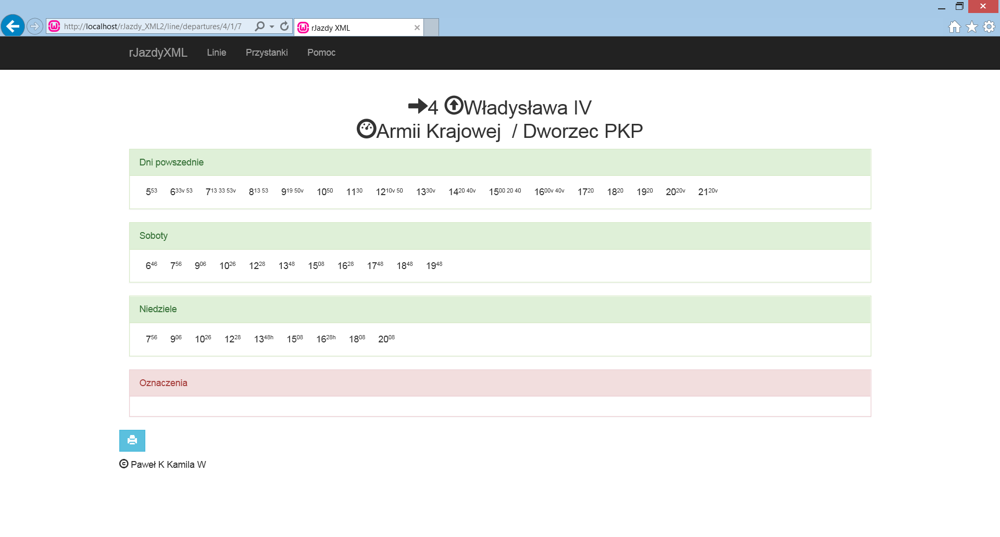 http://localhost/rJazdy_XML2/line/departures/4/1/7
rJazdy XML
rJazdyXML Linie Przystanki Pomoc
4 Władysława IV
Armii Krajowej / Dworzec PKP
Dni powszednie
5 53 6 33v 53 7 13 33 53v 8 13 53 9 19 50v 10 50 11 30 12 10v 50 13 30v 14 20 40v 15 00 20 40 16 00v 40v 17 20 18 20 19 20 20 20v 21 20v
Soboty
6 46 7 56 9 06 10 26 12 28 13 48 15 08 16 28 17 48 18 48 19 48
Niedziele
7 56 9 06 10 26 12 28 13 48h 15 08 16 28h 18 08 20 08
Oznaczenia
© Paweł K Kamila W